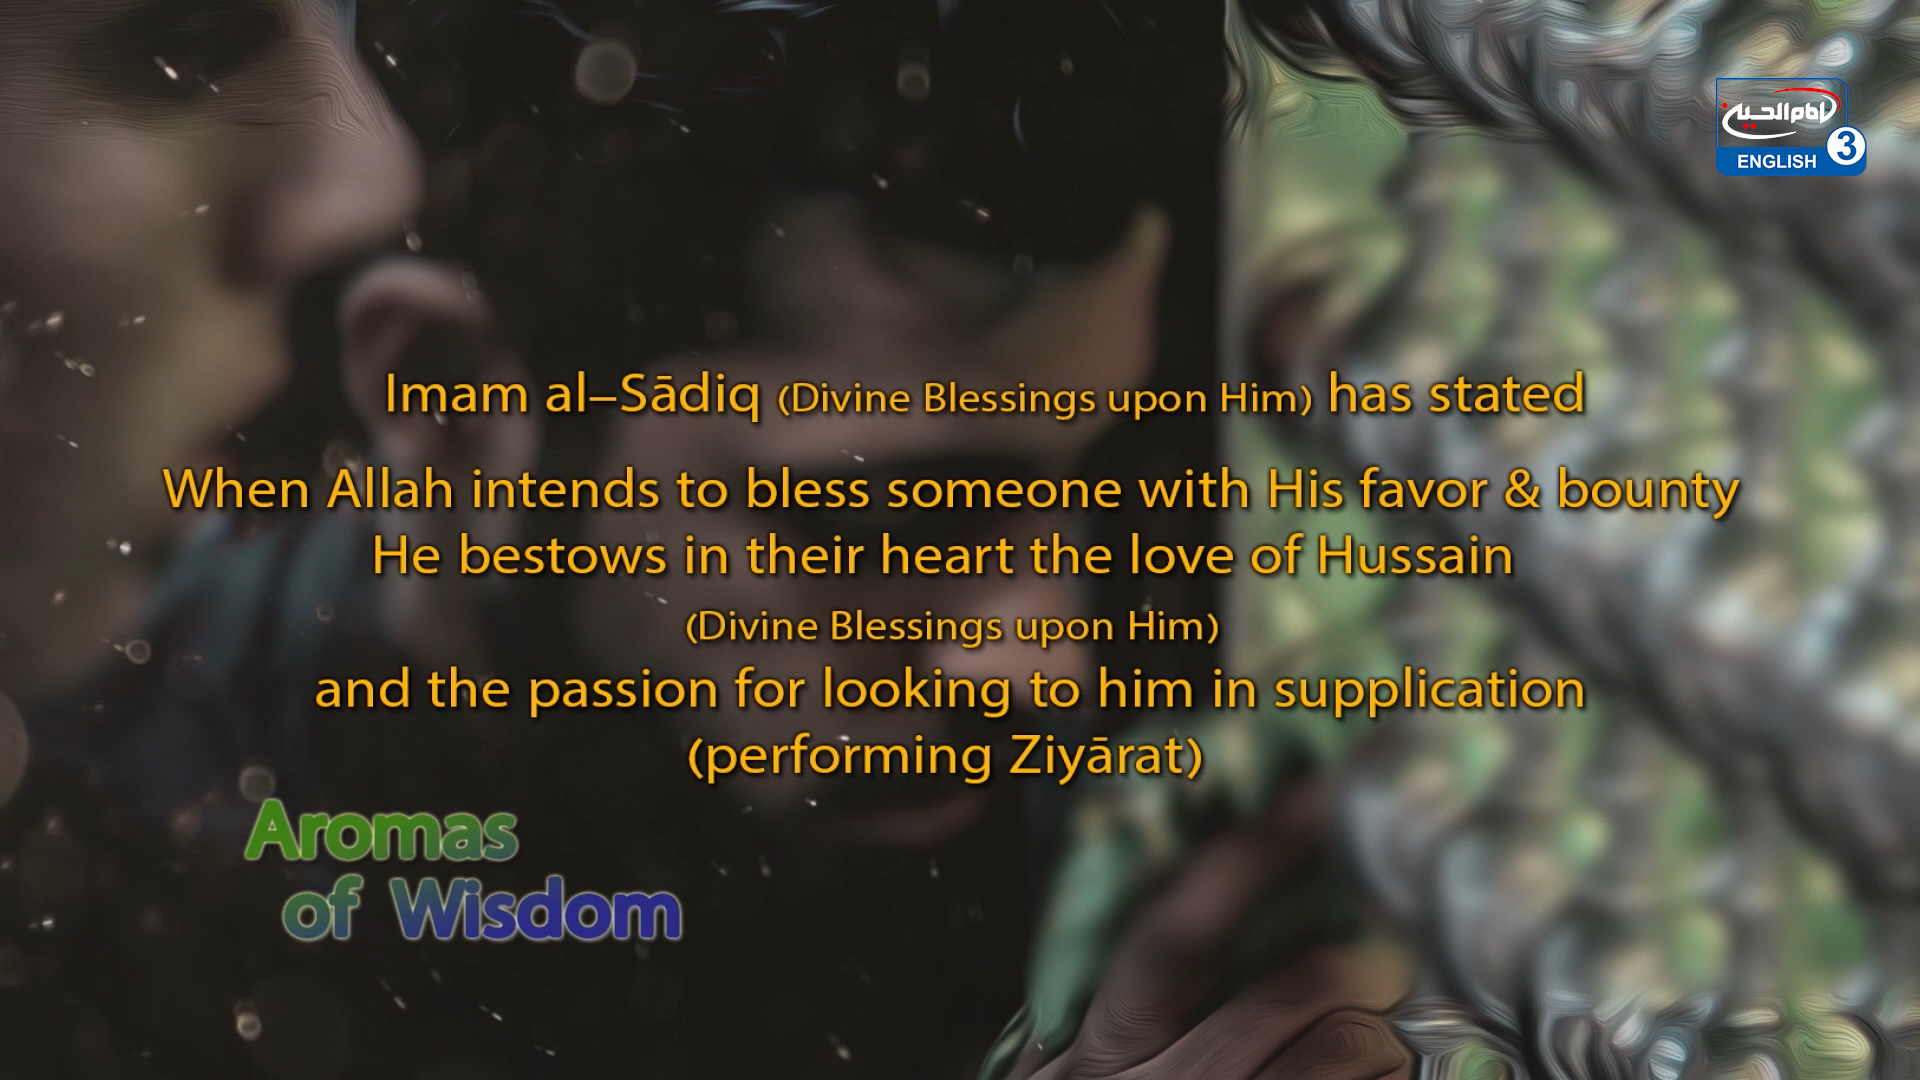 امام الحسین
ENGLISH 3
Imam al–Sādiq (Divine Blessings upon Him) has stated
When Allah intends to bless someone with His favor & bounty
He bestows in their heart the love of Hussain
(Divine Blessings upon Him)
and the passion for looking to him in supplication
(performing Ziyārat)
Aromas
of Wisdom